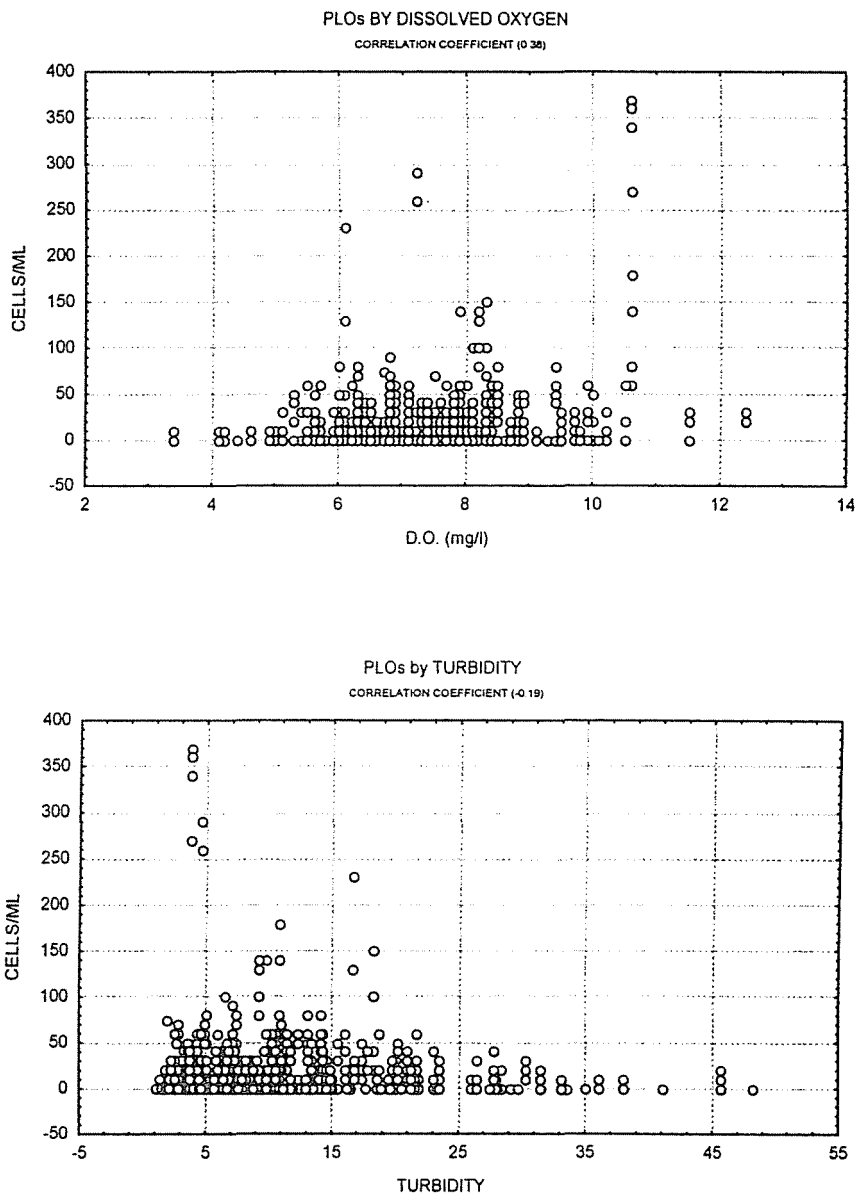 PLOs BY DISSOLVED OXYGEN
CORRELATION COEFFICIENT (0.38)
400
350
300
250
200
150
100
50
0
-50
CELLS/ML
2 4 6 8 10 12 14
D.O. (mg/l)
PLOs by TURBIDITY
CORRELATION COEFFICIENT (-0.19)
400
350
300
250
200
150
100
50
0
-50
CELLS/ML
-5 5 15 25 35 45 55
TURBIDITY